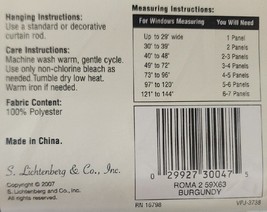 Hanging Instructions:
Use a standard or decorative
curtain rod.
Care Instructions:
Machine wash warm, gentle cycle.
Use only non-chlorine bleach as
needed.Tumble dry low heat.
Warm iron if needed.
Fabric Content:
100% Polyester
Made in China.
S. Lichtenberg & Co., Inc.
Copyright © 2007
S. Lichtenberg and Co., Inc.
All rights reserved.
Measuring Instructions:
For Windows Measuring You Will Need
Up to 29" wide 1 Panel
30" to 39" 2 Panels
40" to 48" 2-3 Panels
49" to 72" 3-4 Panels
73" to 96" 4-5 Panels
97" to 123" 5-6 Panels
121" to 144" 6-7 Panels
0 29927 30047 5
ROMA 2 59X63
BURGUNDY
RN 16798 VPJ-3738